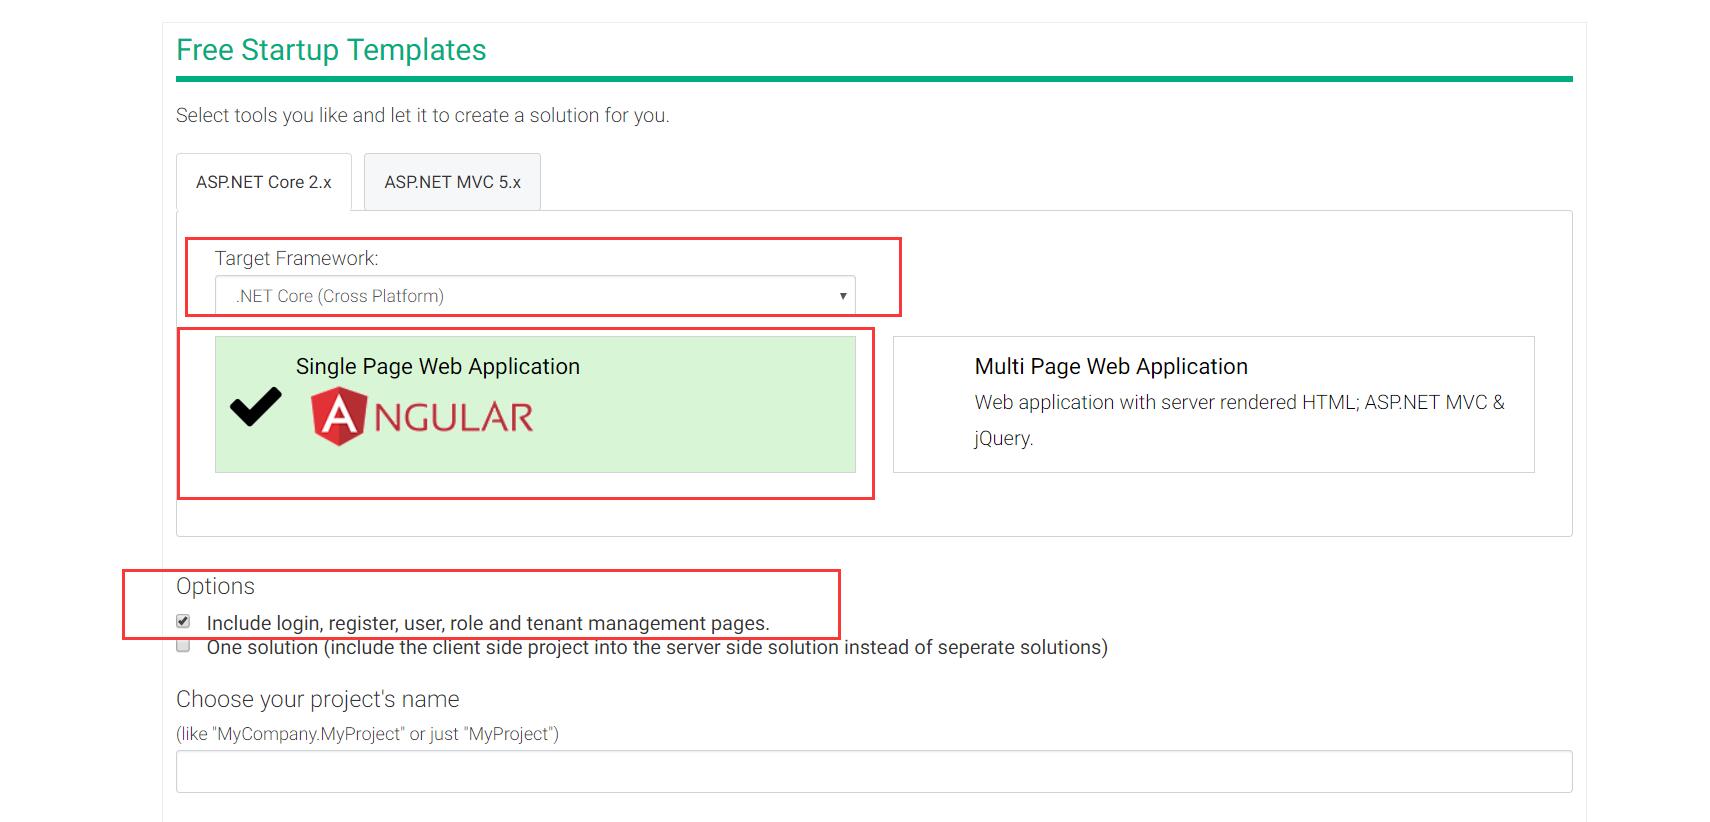 Free Startup Templates
Select tools you like and let it to create a solution for you.
ASP.NET Core 2.x
ASP.NET MVC 5.x
Target Framework:
.NET Core (Cross Platform)
Single Page Web Application
ANGULAR
Multi Page Web Application
Web application with server rendered HTML; ASP.NET MVC &
jQuery.
Options
Include login, register, user, role and tenant management pages.
One solution (include the client side project into the server side solution instead of seperate solutions)
Choose your project's name
(like "MyCompany.MyProject" or just "MyProject")